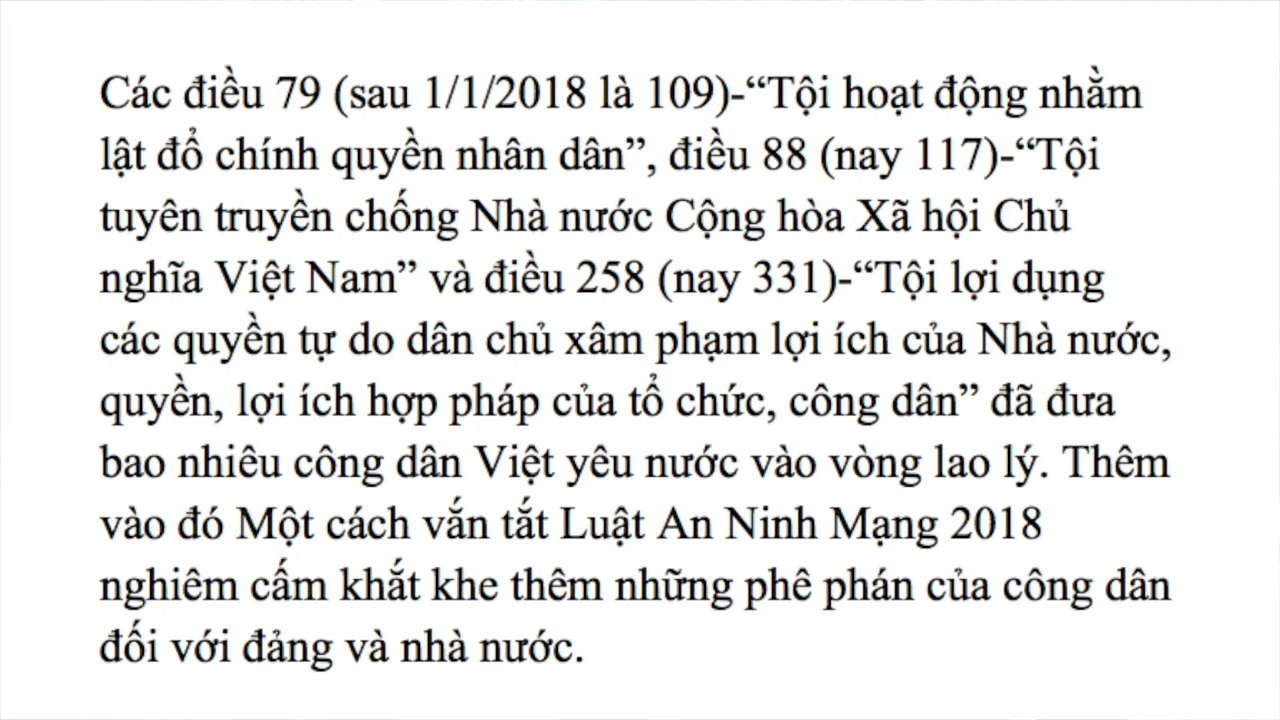 Các điều 79 (sau 1/1/2018 là 109)-“Tội hoạt động nhằm
lật đổ chính quyền nhân dân”, điều 88 (nay 117)-“Tội
tuyên truyền chống Nhà nước Cộng hòa Xã hội Chủ
nghĩa Việt Nam” và điều 258 (nay 331)-“Tội lợi dụng
các quyền tự do dân chủ xâm phạm lợi ích của Nhà nước,
quyền, lợi ích hợp pháp của tổ chức, công dân” đã đưa
bao nhiêu công dân Việt yêu nước vào vòng lao lý. Thêm
vào đó Một cách vắn tắt Luật An Ninh Mạng 2018
nghiêm cấm khắt khe thêm những phê phán của công dân
đối với đảng và nhà nước.